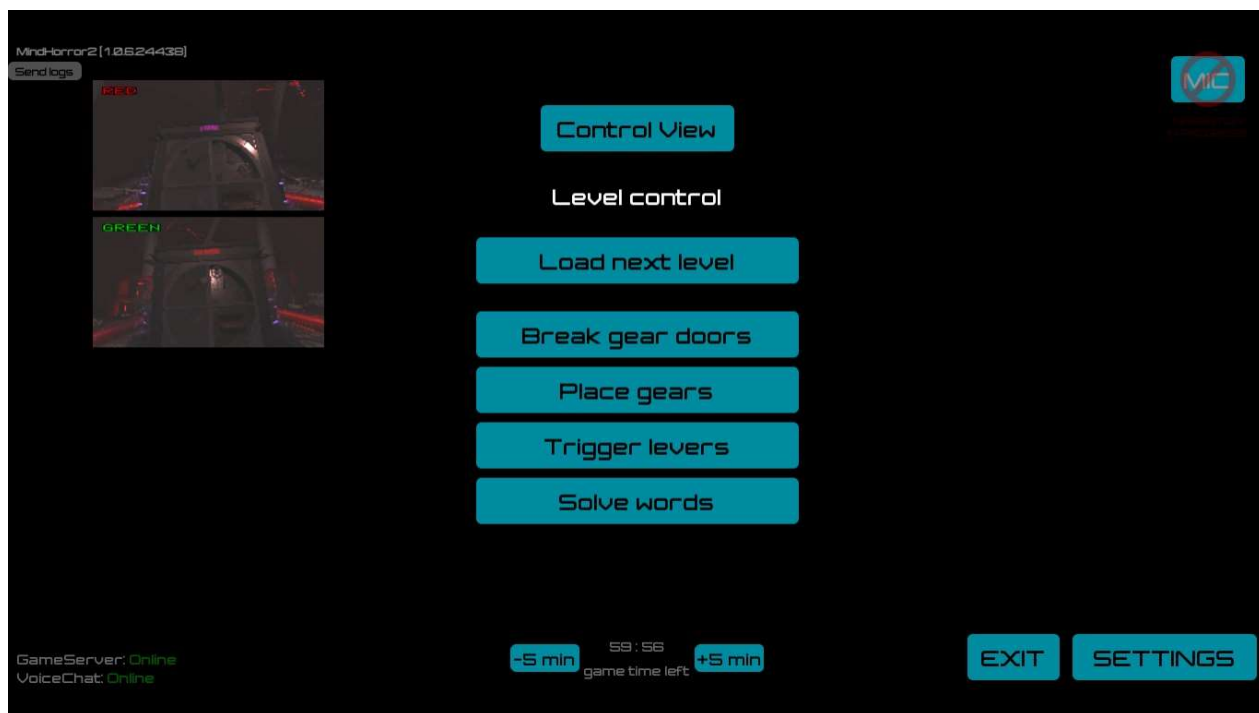 MindHorror2 [1.0.6.24438]
Send logs
RED
GREEN
MIC
Control View
Level control
Load next level
Break gear doors
Place gears
Trigger levers
Solve words
GameServer: Online
VoiceChat: Online
-5 min
59:56
game time left
+5 min
EXIT
SETTINGS